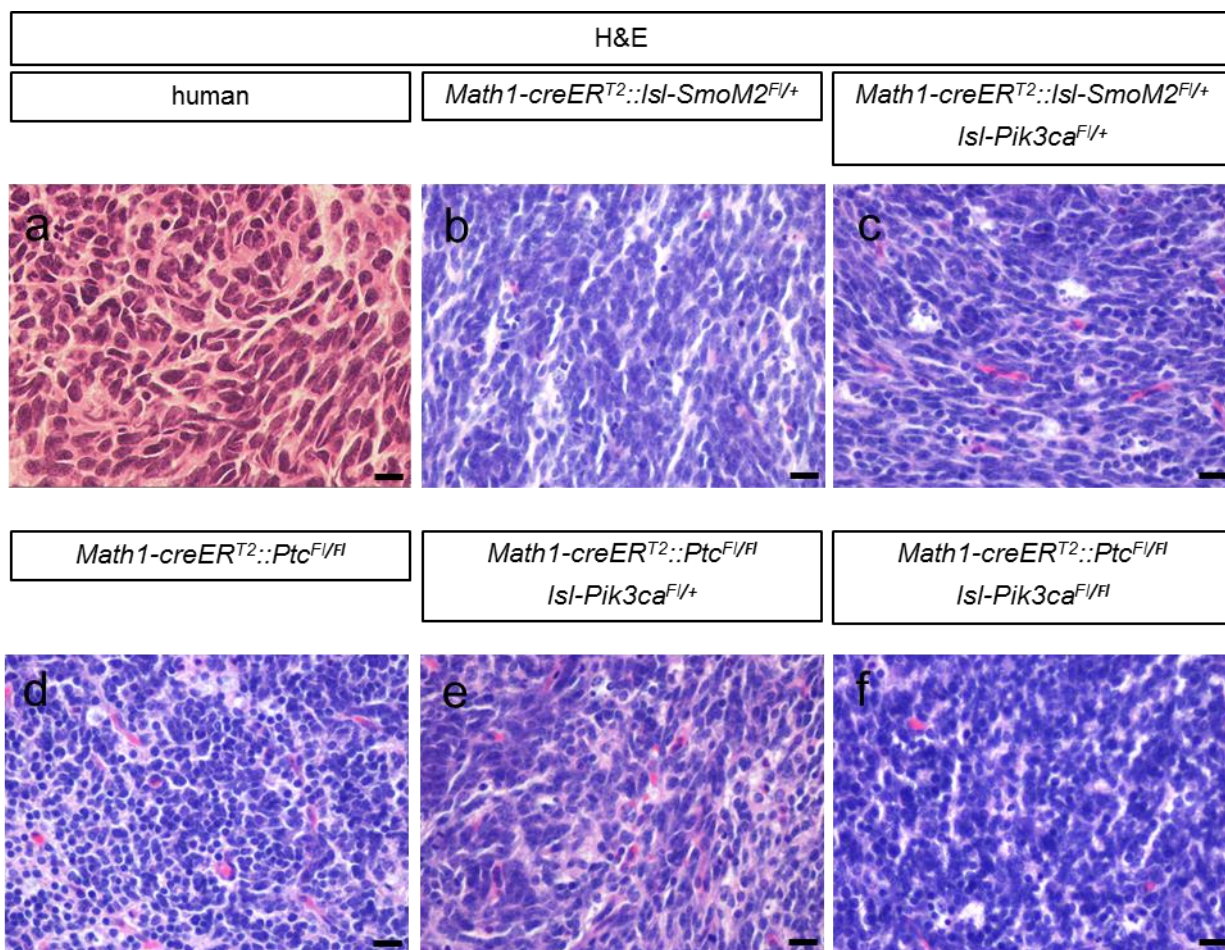 H&E
human
Math1-creERT2::lsl-SmoM2Fl/+
Math1-creERT2::lsl-SmoM2Fl/+
lsl-Pik3caFl/+
a
b
c
Math1-creERT2::PtcFl/Fl
Math1-creERT2::PtcFl/Fl
lsl-Pik3caFl/+
Math1-creERT2::PtcFl/Fl
lsl-Pik3caFl/Fl
d
e
f